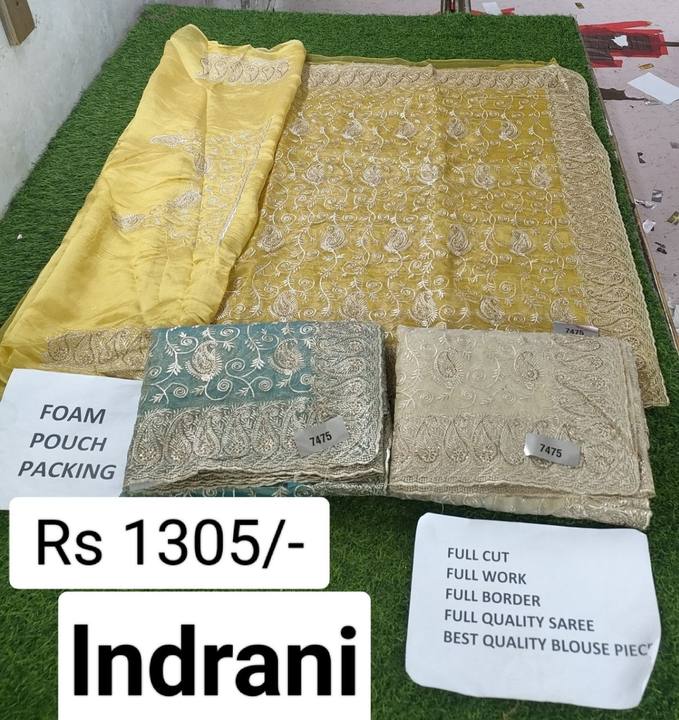 7475
FOAM
POUCH
PACKING
7475
7475
Rs 1305/-
Indrani
FULL CUT
FULL WORK
FULL BORDER
FULL QUALITY SAREE
BEST QUALITY BLOUSE PIEC